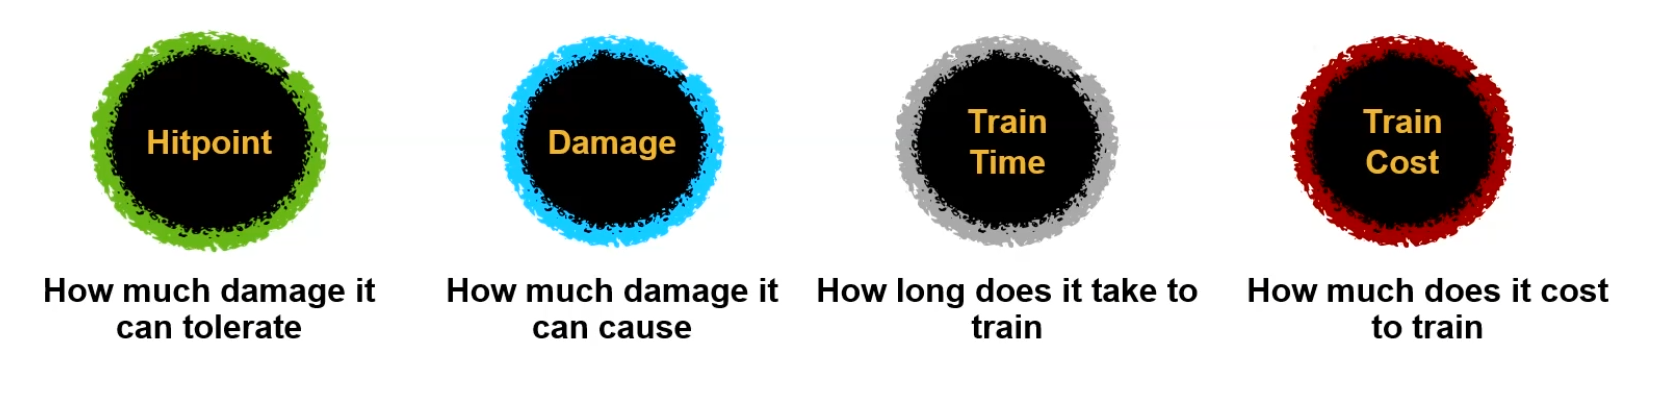 Hitpoint
Damage
Train
Time
Train
Cost
How much damage it
can tolerate
How much damage it
can cause
How long does it take to
train
How much does it cost
to train